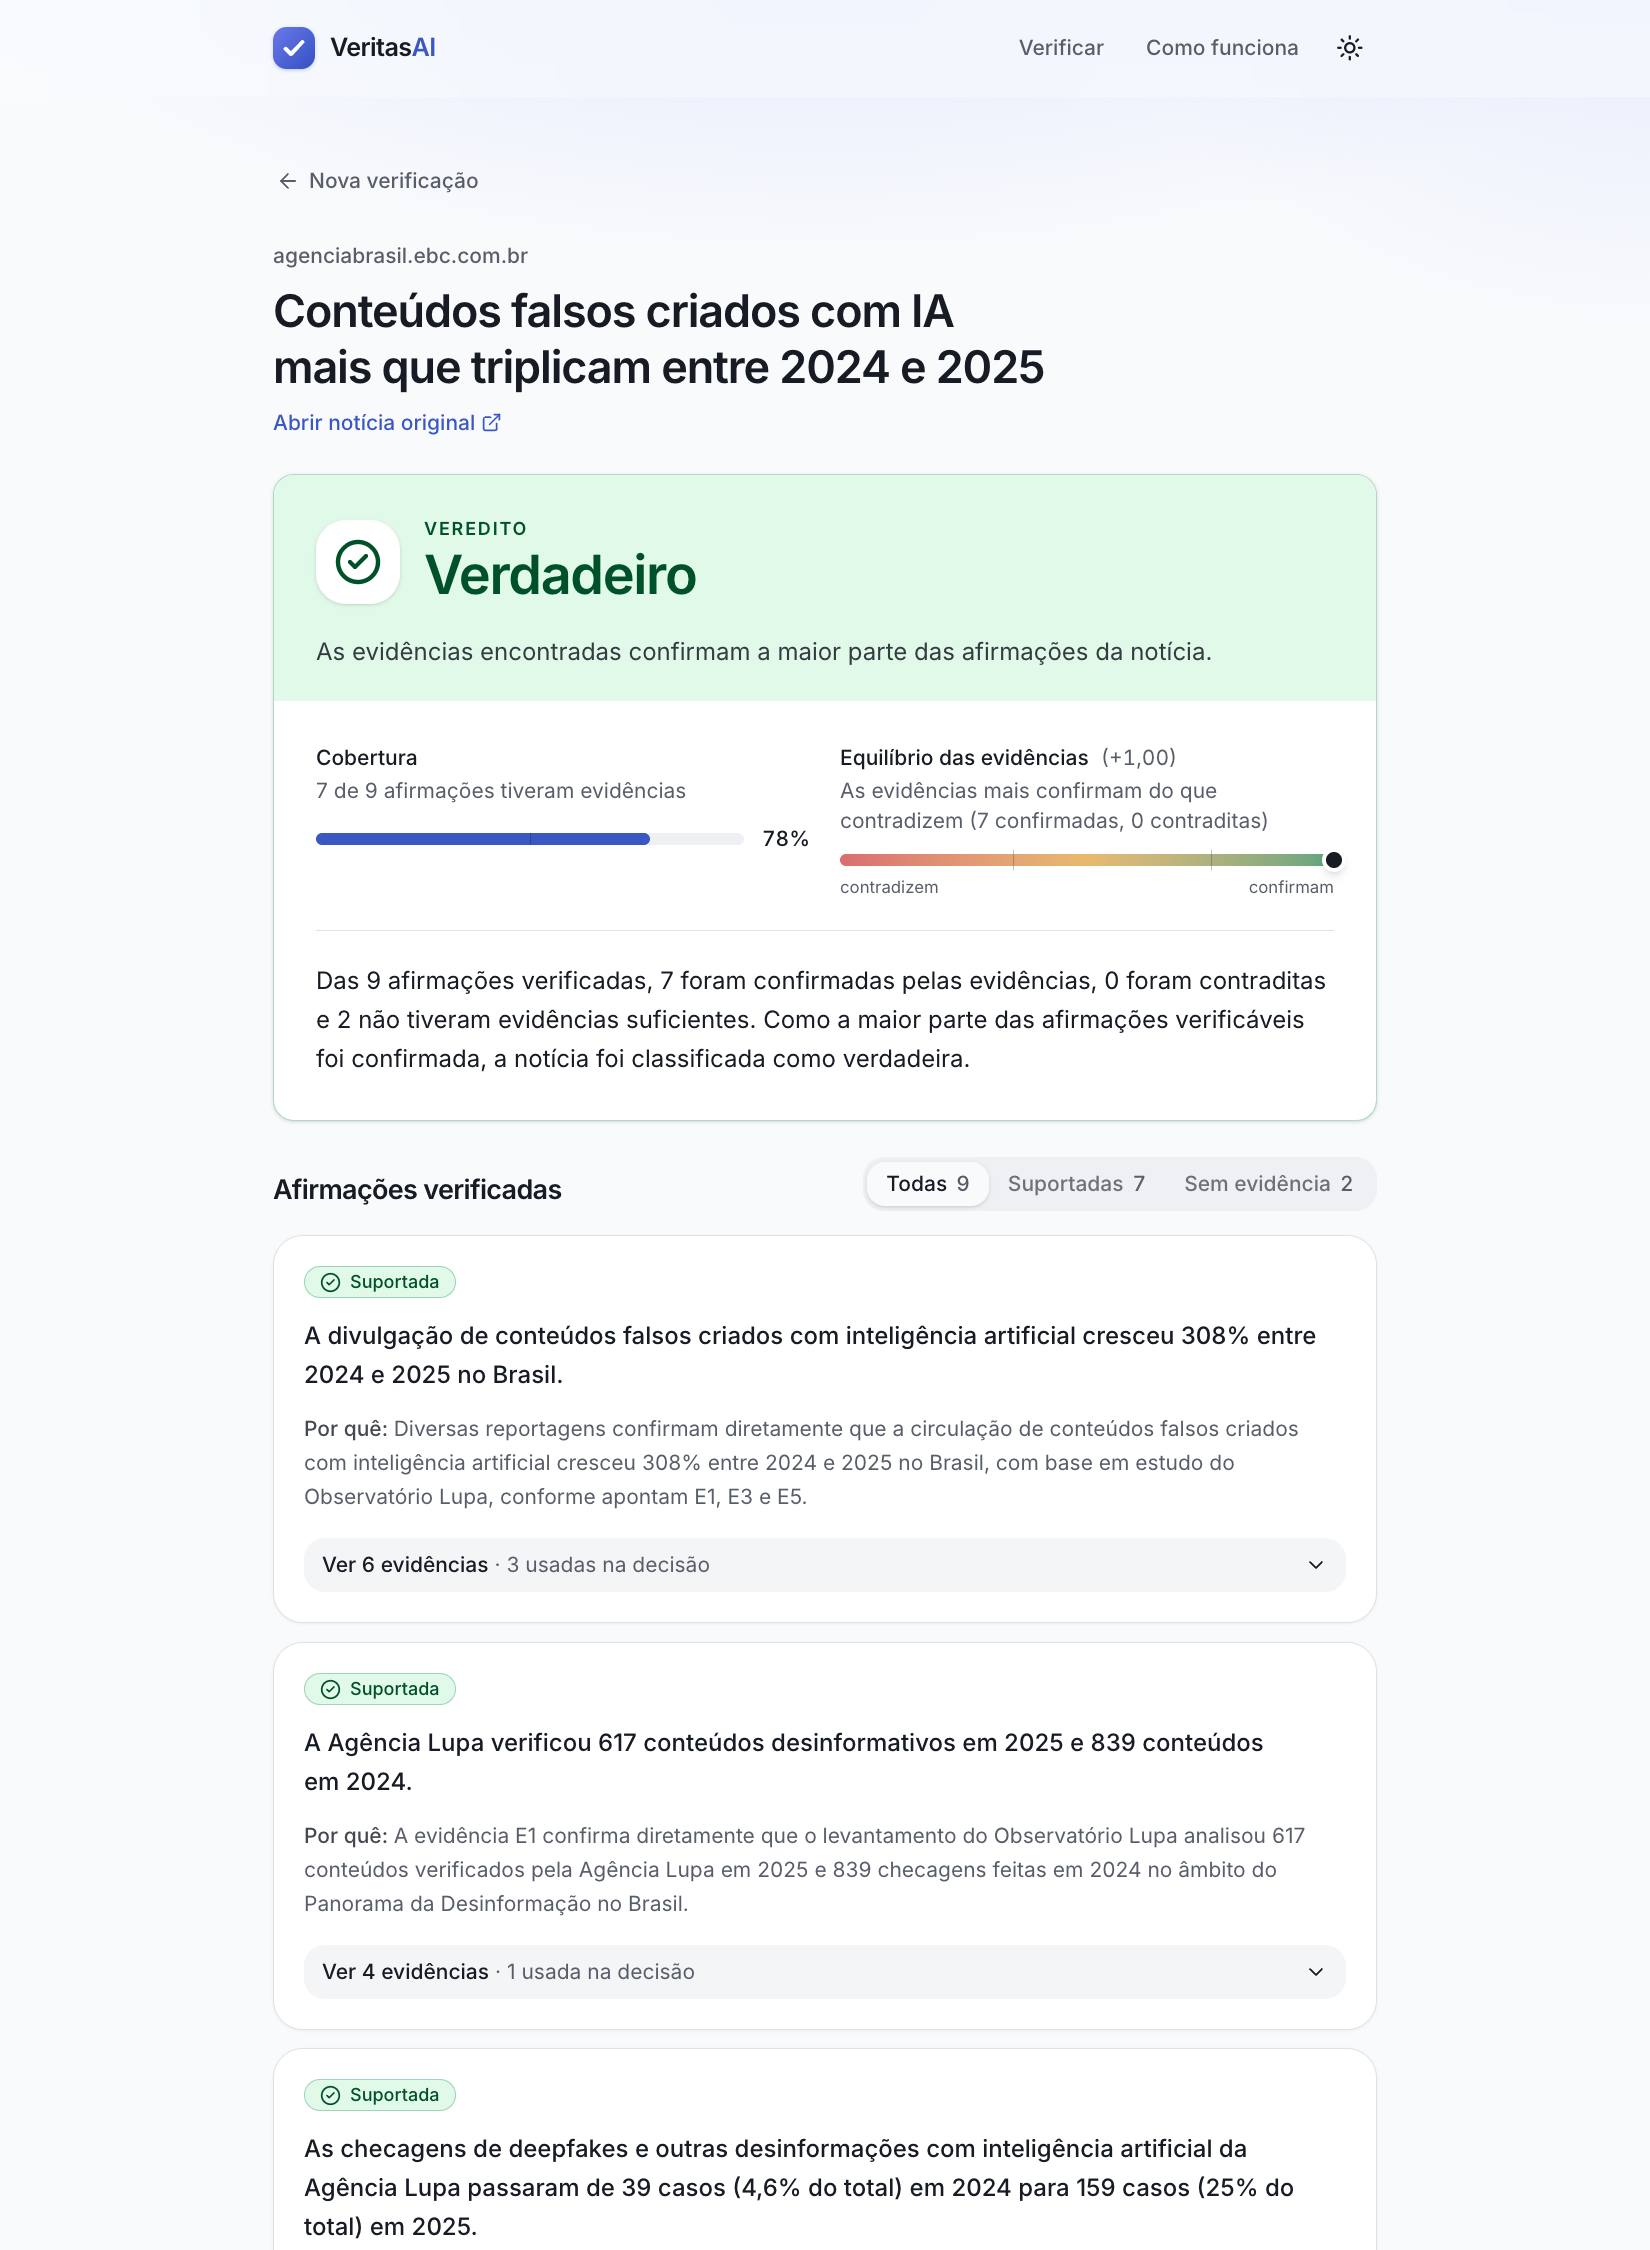 VeritasAI
Verificar
Como funciona
Nova verificação
agenciabrasil.ebc.com.br
Conteúdos falsos criados com IA
mais que triplicam entre 2024 e 2025
Abrir notícia original
VEREDITO
Verdadeiro
As evidências encontradas confirmam a maior parte das afirmações da notícia.
Cobertura
7 de 9 afirmações tiveram evidências
78%
Equilíbrio das evidências (+1,00)
As evidências mais confirmam do que
contradizem (7 confirmadas, 0 contraditas)
contradizem
confirmam
Das 9 afirmações verificadas, 7 foram confirmadas pelas evidências, 0 foram contraditas
e 2 não tiveram evidências suficientes. Como a maior parte das afirmações verificáveis
foi confirmada, a notícia foi classificada como verdadeira.
Afirmações verificadas
Todas 9
Suportadas 7
Sem evidência 2
Suportada
A divulgação de conteúdos falsos criados com inteligência artificial cresceu 308% entre
2024 e 2025 no Brasil.
Por quê: Diversas reportagens confirmam diretamente que a circulação de conteúdos falsos criados
com inteligência artificial cresceu 308% entre 2024 e 2025 no Brasil, com base em estudo do
Observatório Lupa, conforme apontam E1, E3 e E5.
Ver 6 evidências · 3 usadas na decisão
Suportada
A Agência Lupa verificou 617 conteúdos desinformativos em 2025 e 839 conteúdos
em 2024.
Por quê: A evidência E1 confirma diretamente que o levantamento do Observatório Lupa analisou 617
conteúdos verificados pela Agência Lupa em 2025 e 839 checagens feitas em 2024 no âmbito do
Panorama da Desinformação no Brasil.
Ver 4 evidências · 1 usada na decisão
Suportada
As checagens de deepfakes e outras desinformações com inteligência artificial da
Agência Lupa passaram de 39 casos (4,6% do total) em 2024 para 159 casos (25% do
total) em 2025.